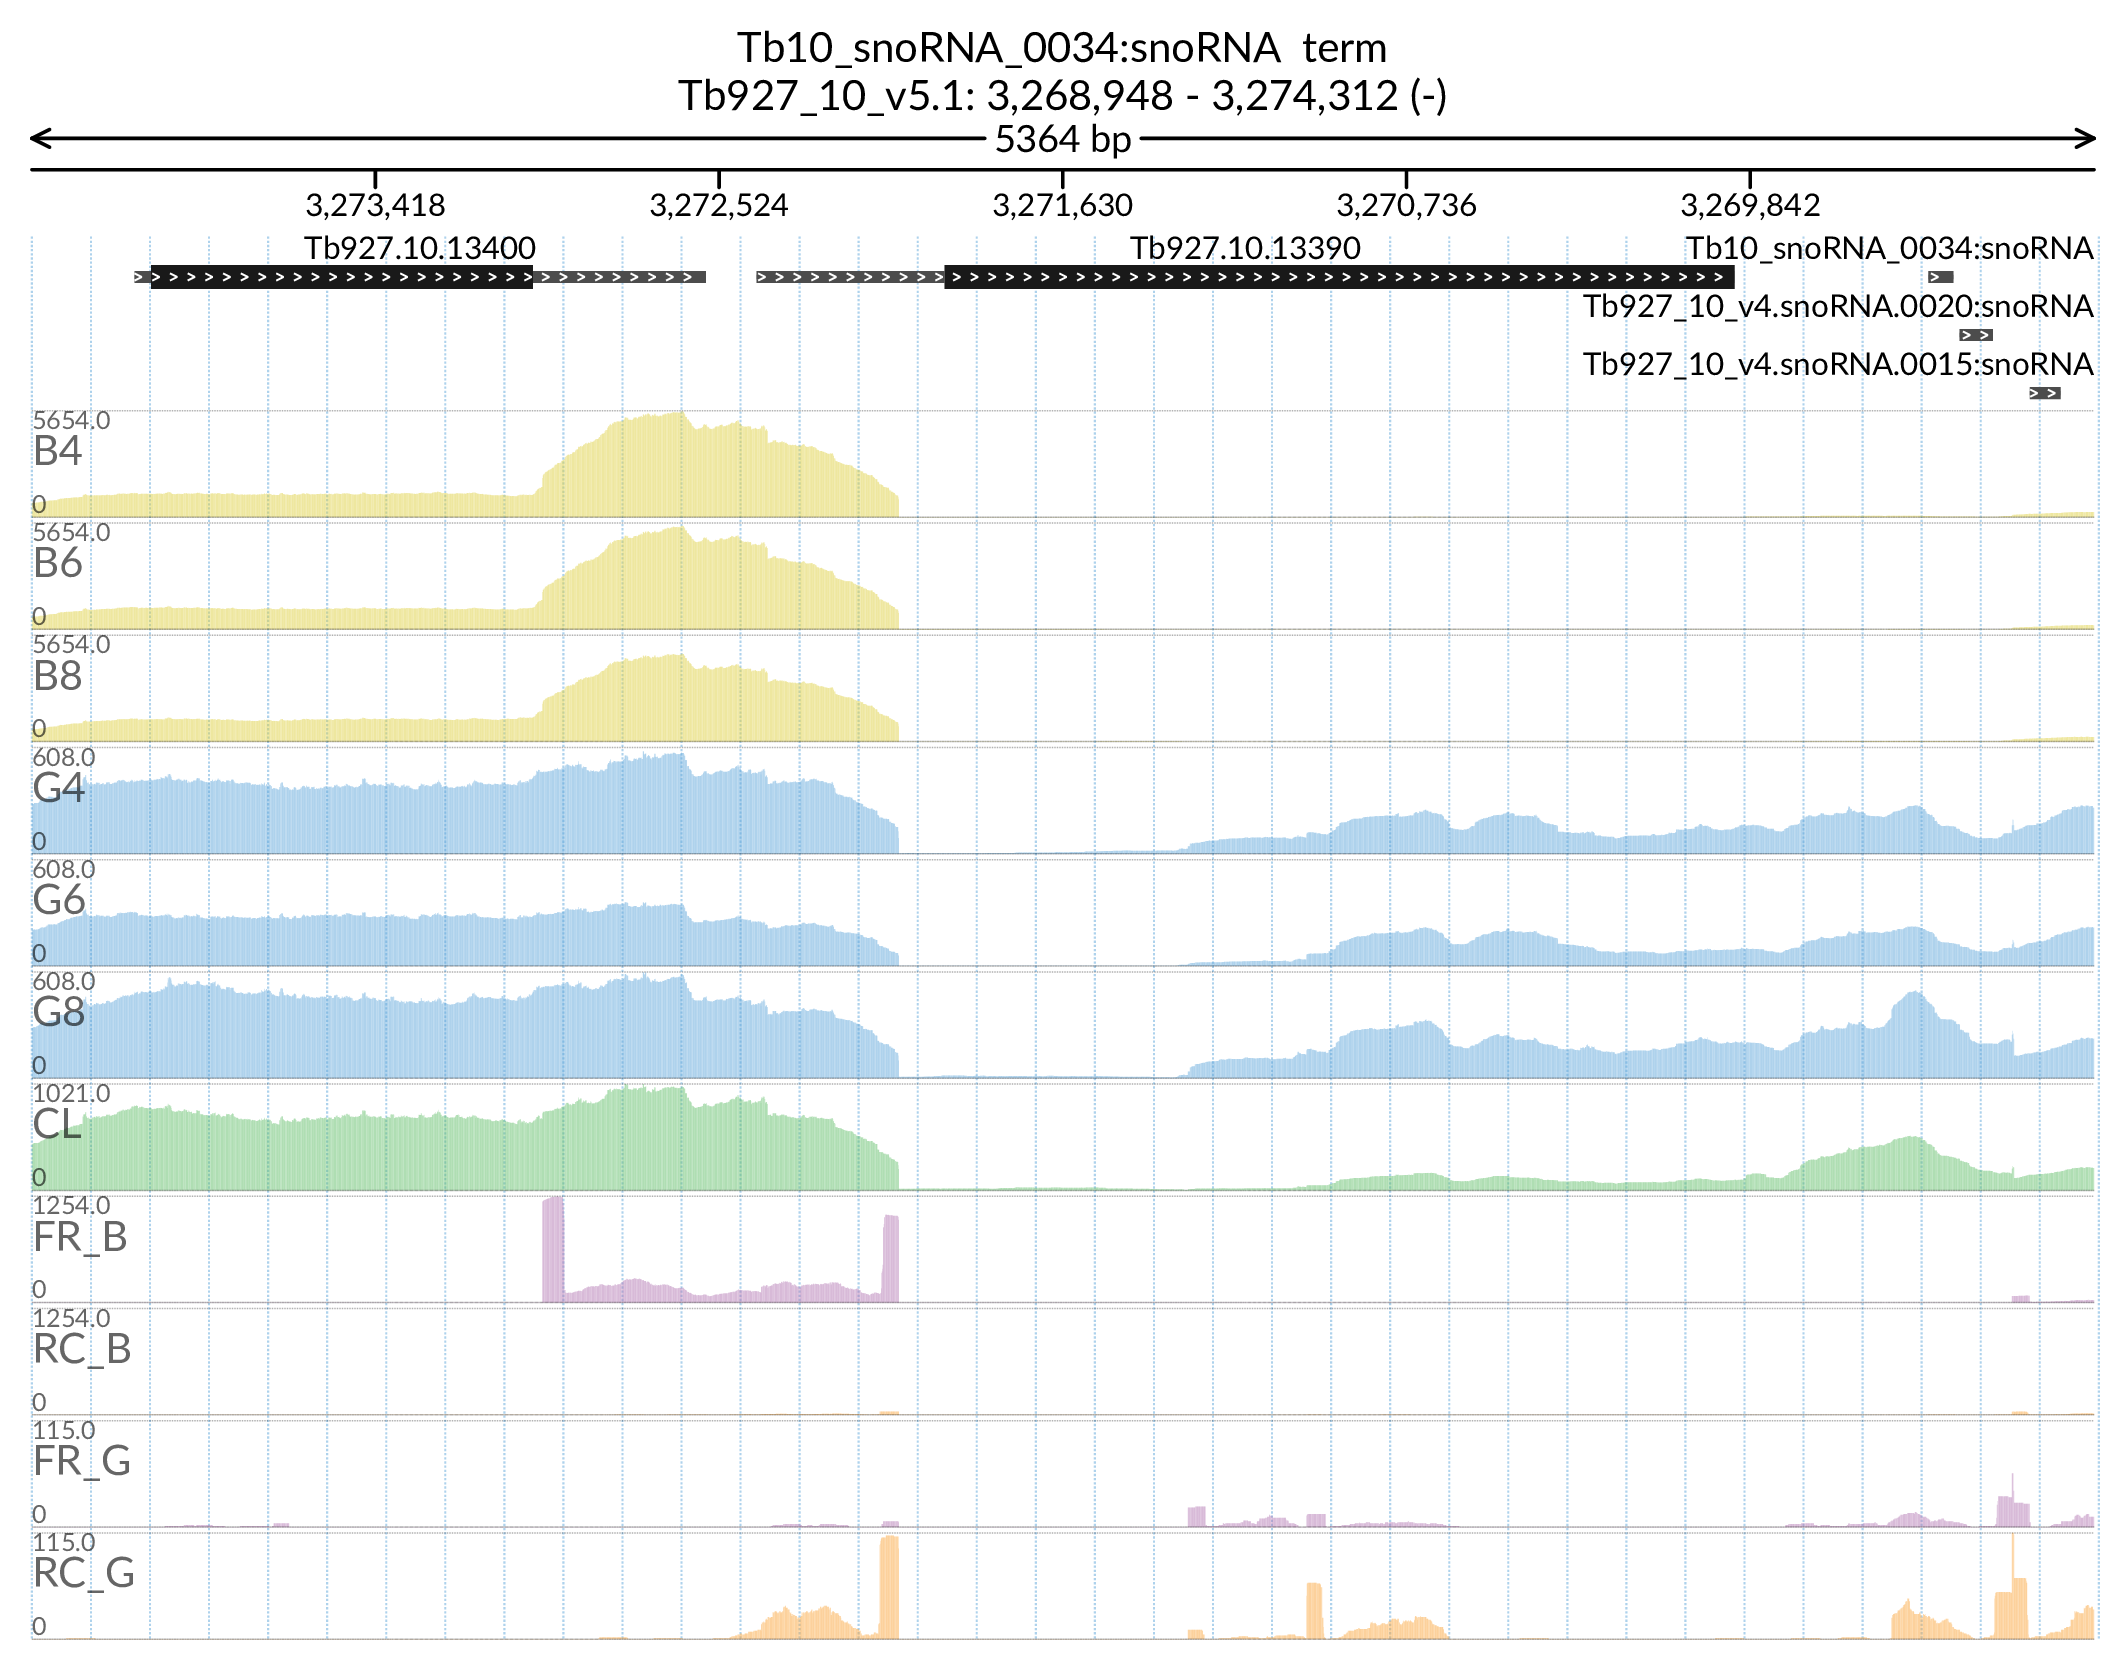 Tb10_snoRNA_0034:snoRNA term
Tb927_10_v5.1: 3,268,948 - 3,274,312 (-)
5364 bp
3,273,418 3,272,524 3,271,630 3,270,736 3,269,842
Tb927.10.13400 Tb927.10.13390 Tb10_snoRNA_0034:snoRNA
Tb927_10_v4.snoRNA.0020:snoRNA
Tb927_10_v4.snoRNA.0015:snoRNA
5654.0
B4
0
5654.0
B6
0
5654.0
B8
0
608.0
G4
0
608.0
G6
0
608.0
G8
0
1021.0
CL
0
1254.0
FR_B
0
1254.0
RC_B
0
115.0
FR_G
0
115.0
RC_G
0